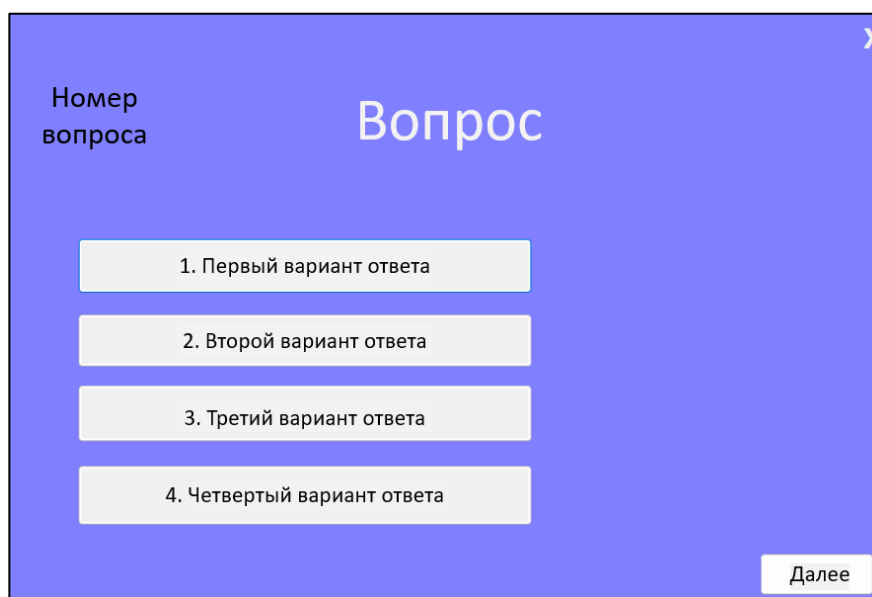 X
Номер
вопроса
Вопрос
1. Первый вариант ответа
2. Второй вариант ответа
3. Третий вариант ответа
4. Четвертый вариант ответа
Далее